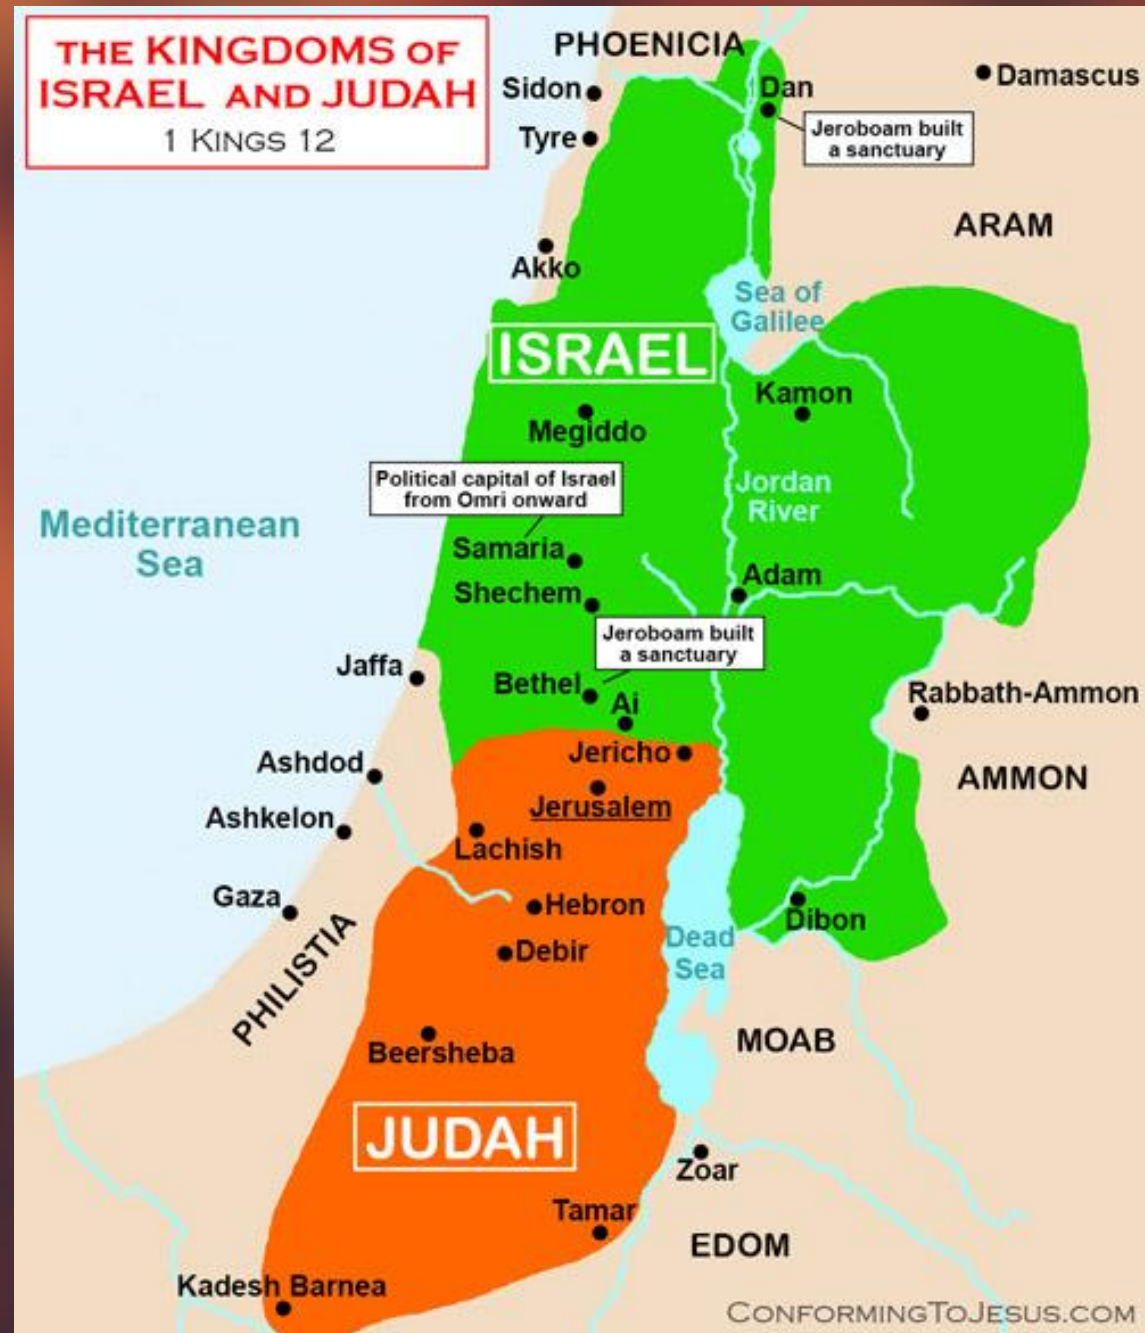 THE KINGDOMS OF
ISRAEL AND JUDAH
1 KINGS 12
PHOENICIA
Sidon
Dan
Damascus
Tyre
Jeroboam built
a sanctuary
ARAM
Akko
Sea of
Galilee
ISRAEL
Kamon
Megiddo
Political capital of Israel
from Omri onward
Jordan
River
Mediterranean
Sea
Samaria
Adam
Shechem
Jeroboam built
a sanctuary
Jaffa
Bethel
Ai
Rabbath-Ammon
Ashdod
Jericho
AMMON
Jerusalem
Ashkelon
Lachish
Gaza
Hebron
Dibon
PHILISTIA
Debir
Dead
Sea
Beersheba
MOAB
JUDAH
Zoar
Tamar
EDOM
Kadesh Barnea
CONFORMINGTOJESUS.COM